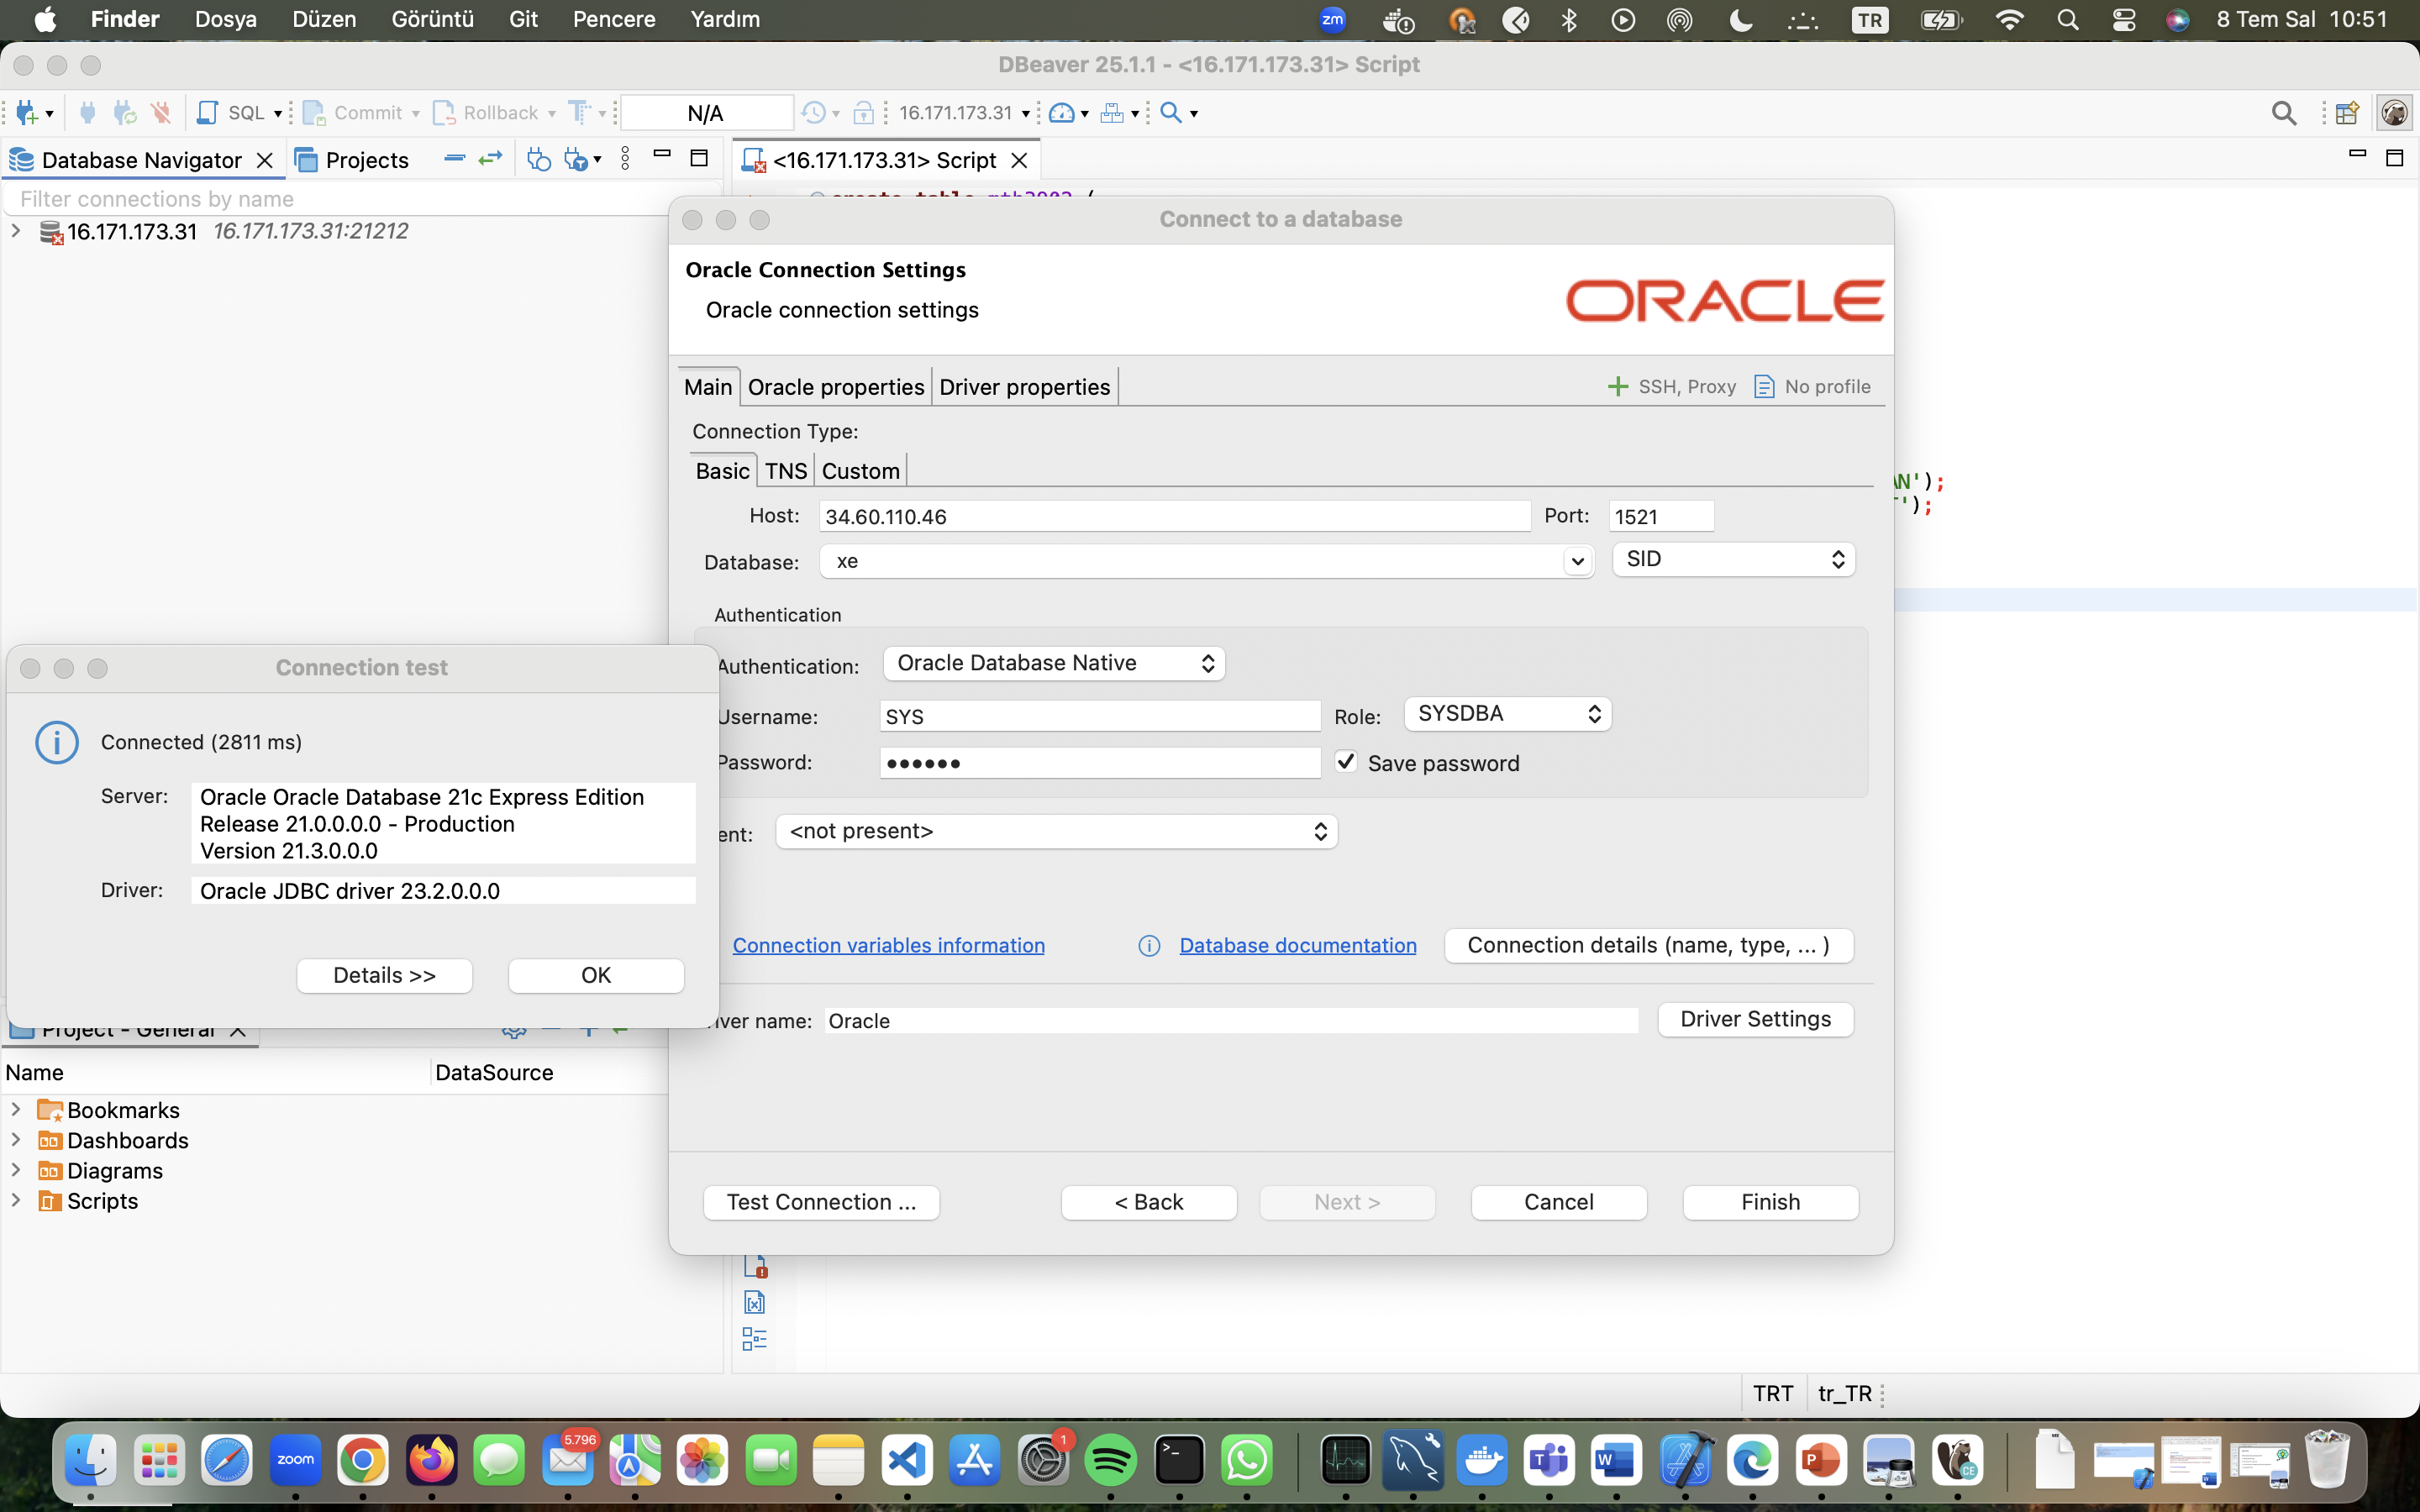 Finder Dosya Düzen Görüntü Git Pencere Yardım zm TR 8 Tem Sal 10:51
DBeaver 25.1.1 - <16.171.173.31> Script
SQL Commit Rollback N/A 16.171.173.31
Database Navigator Projects <16.171.173.31> Script
Filter connections by name
16.171.173.31 16.171.173.31:21212
Connect to a database
Oracle Connection Settings
Oracle connection settings
ORACLE
Main Oracle properties Driver properties SSH, Proxy No profile
Connection Type:
Basic TNS Custom
Host: 34.60.110.46 Port: 1521
Database: xe SID
Authentication
Authentication: Oracle Database Native
Username: SYS Role: SYSDBA
Password: •••••• Save password
ent: <not present>
Connection variables information Database documentation Connection details (name, type, ... )
iver name: Oracle Driver Settings
Test Connection ... < Back Next > Cancel Finish
N');
');
Connection test
Connected (2811 ms)
Server: Oracle Oracle Database 21c Express Edition
Release 21.0.0.0.0 - Production
Version 21.3.0.0.0
Driver: Oracle JDBC driver 23.2.0.0.0
Details >> OK
Project - General
Name DataSource
Bookmarks
Dashboards
Diagrams
Scripts
TRT tr_TR
zoom 5.796 1 CE